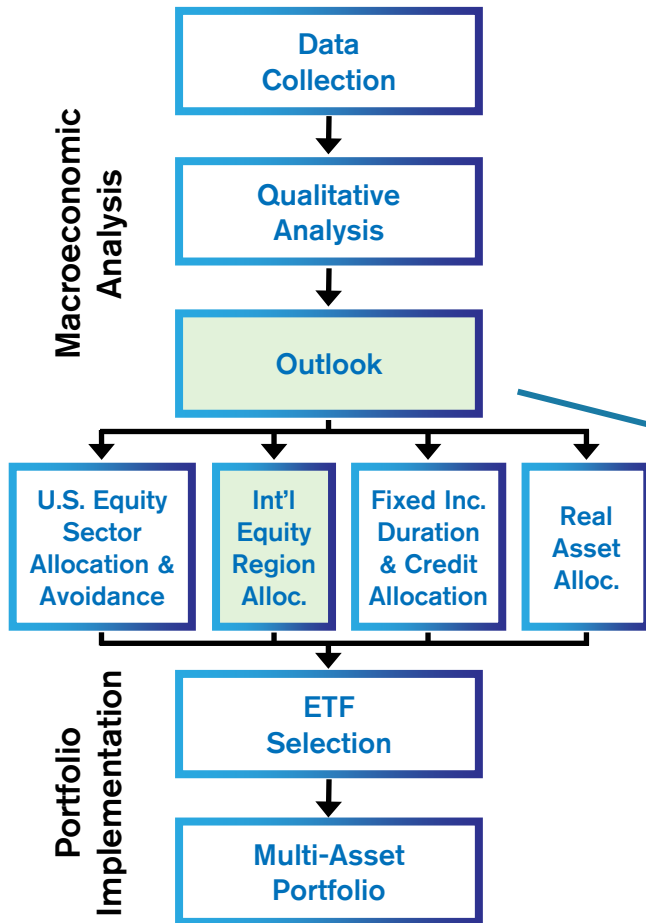 Macroeconomic
Analysis
Data
Collection
Qualitative
Analysis
Outlook
U.S. Equity
Sector
Allocation &
Avoidance
Int'l
Equity
Region
Alloc.
Fixed Inc.
Duration
& Credit
Allocation
Real
Asset
Alloc.
Portfolio
Implementation
ETF
Selection
Multi-Asset
Portfolio